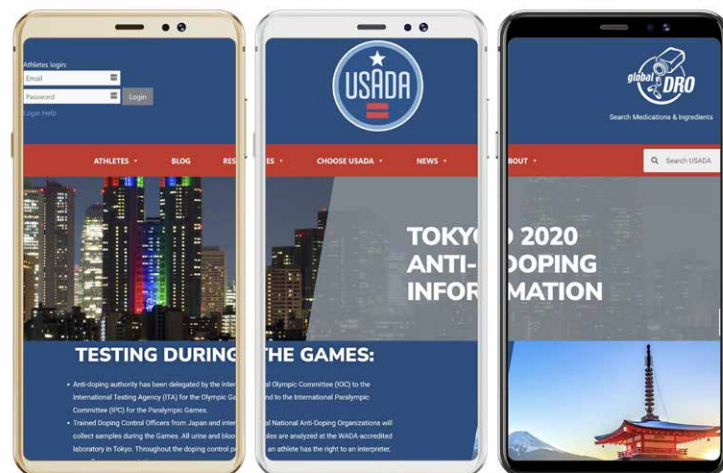 Athletes login:
Email
Password
Login
Login Help
USADA
global DRO
Search Medications & Ingredients
ATHLETES
BLOG
RES ES
CHOOSE USADA
NEWS
BOUT
Search USADA
TOKYO 2020
ANTI- DOPING
INFOR MATION
TESTING DURING THE GAMES:
• Anti-doping authority has been delegated by the Inter al Olympic Committee (IOC) to the
International Testing Agency (ITA) for the Olympic Ga nd to the International Paralympic
Committee (IPC) for the Paralympic Games.
• Trained Doping Control Officers from Japan and inter al National Anti-Doping Organizations will
collect samples during the Games. All urine and bloo les are analyzed at the WADA-accredited
laboratory in Tokyo. Throughout the doping control p an athlete has the right to an interpreter,